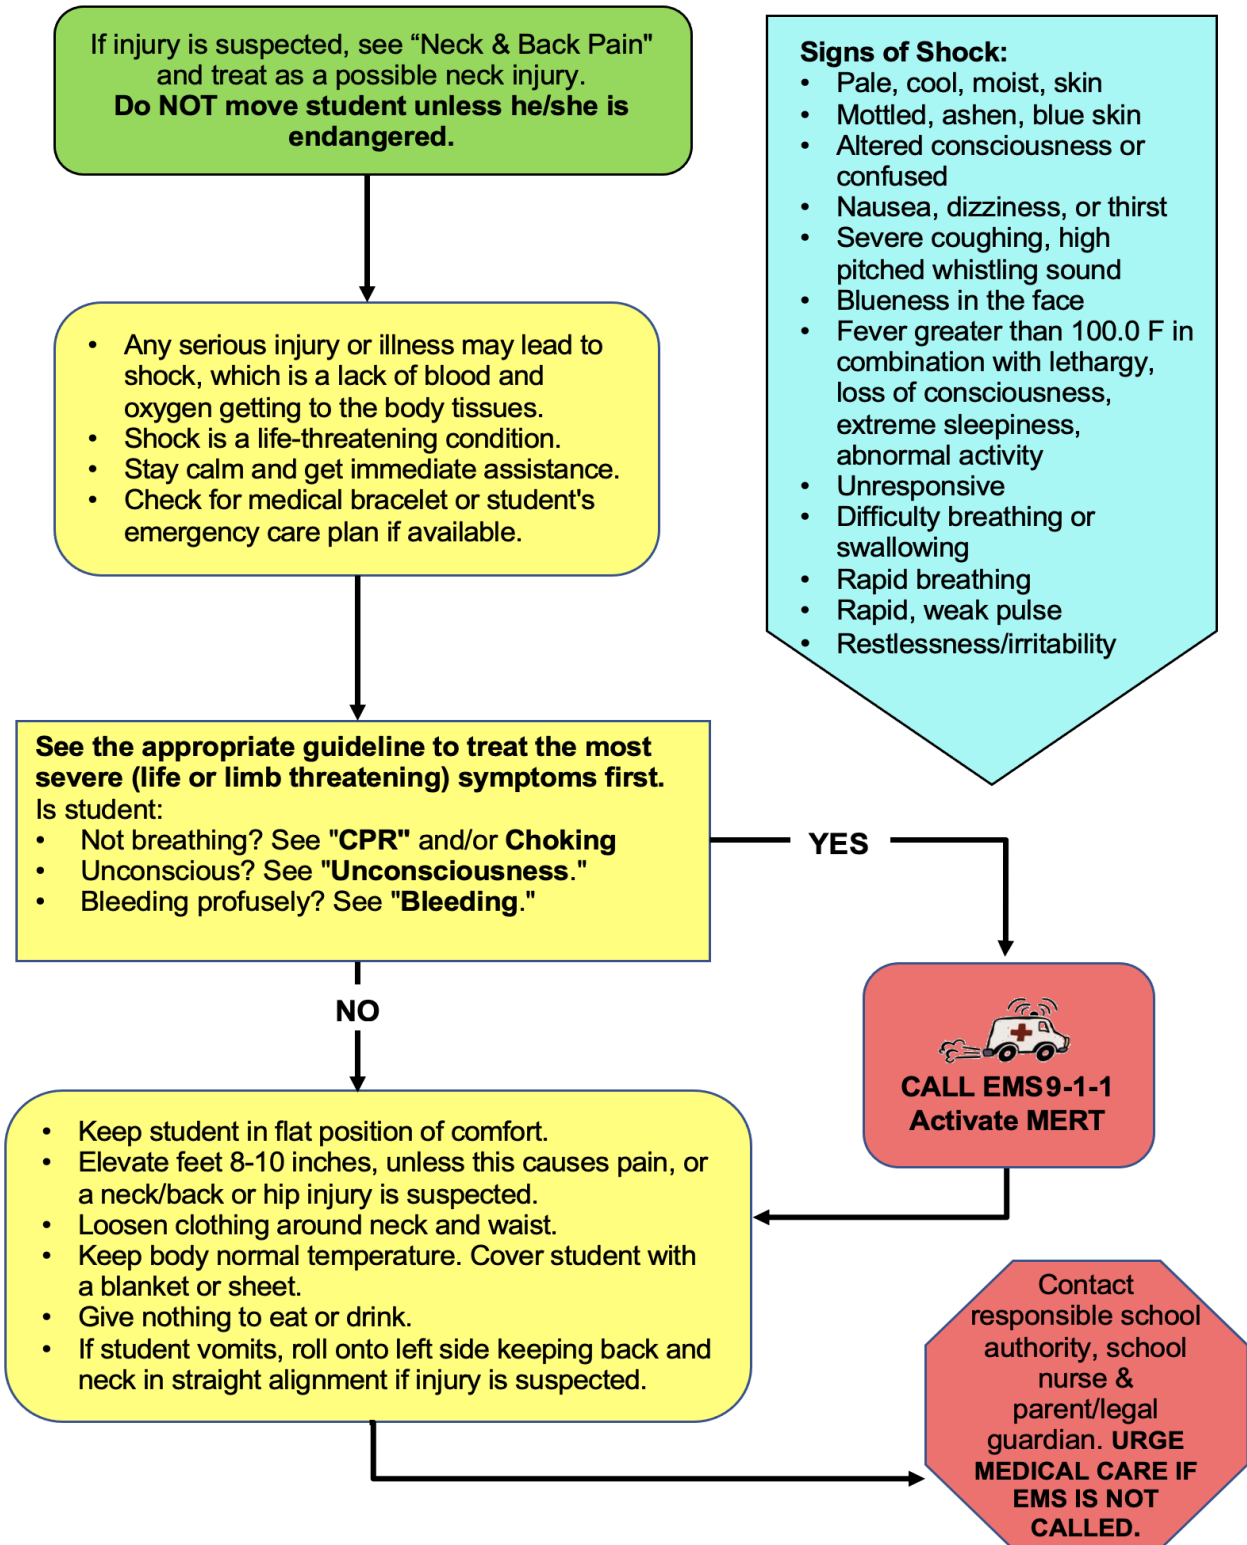 If injury is suspected, see “Neck & Back Pain"
and treat as a possible neck injury.
Do NOT move student unless he/she is
endangered.
Signs of Shock:
• Pale, cool, moist, skin
• Mottled, ashen, blue skin
• Altered consciousness or
confused
• Nausea, dizziness, or thirst
• Severe coughing, high
pitched whistling sound
• Blueness in the face
• Fever greater than 100.0 F in
combination with lethargy,
loss of consciousness,
extreme sleepiness,
abnormal activity
• Unresponsive
• Difficulty breathing or
swallowing
• Rapid breathing
• Rapid, weak pulse
• Restlessness/irritability
• Any serious injury or illness may lead to
shock, which is a lack of blood and
oxygen getting to the body tissues.
• Shock is a life-threatening condition.
• Stay calm and get immediate assistance.
• Check for medical bracelet or student's
emergency care plan if available.
See the appropriate guideline to treat the most
severe (life or limb threatening) symptoms first.
Is student:
• Not breathing? See "CPR" and/or Choking
• Unconscious? See "Unconsciousness."
• Bleeding profusely? See "Bleeding."
YES
NO
CALL EMS 9-1-1
Activate MERT
• Keep student in flat position of comfort.
• Elevate feet 8-10 inches, unless this causes pain, or
a neck/back or hip injury is suspected.
• Loosen clothing around neck and waist.
• Keep body normal temperature. Cover student with
a blanket or sheet.
• Give nothing to eat or drink.
• If student vomits, roll onto left side keeping back and
neck in straight alignment if injury is suspected.
Contact
responsible school
authority, school
nurse &
parent/legal
guardian. URGE
MEDICAL CARE IF
EMS IS NOT
CALLED.